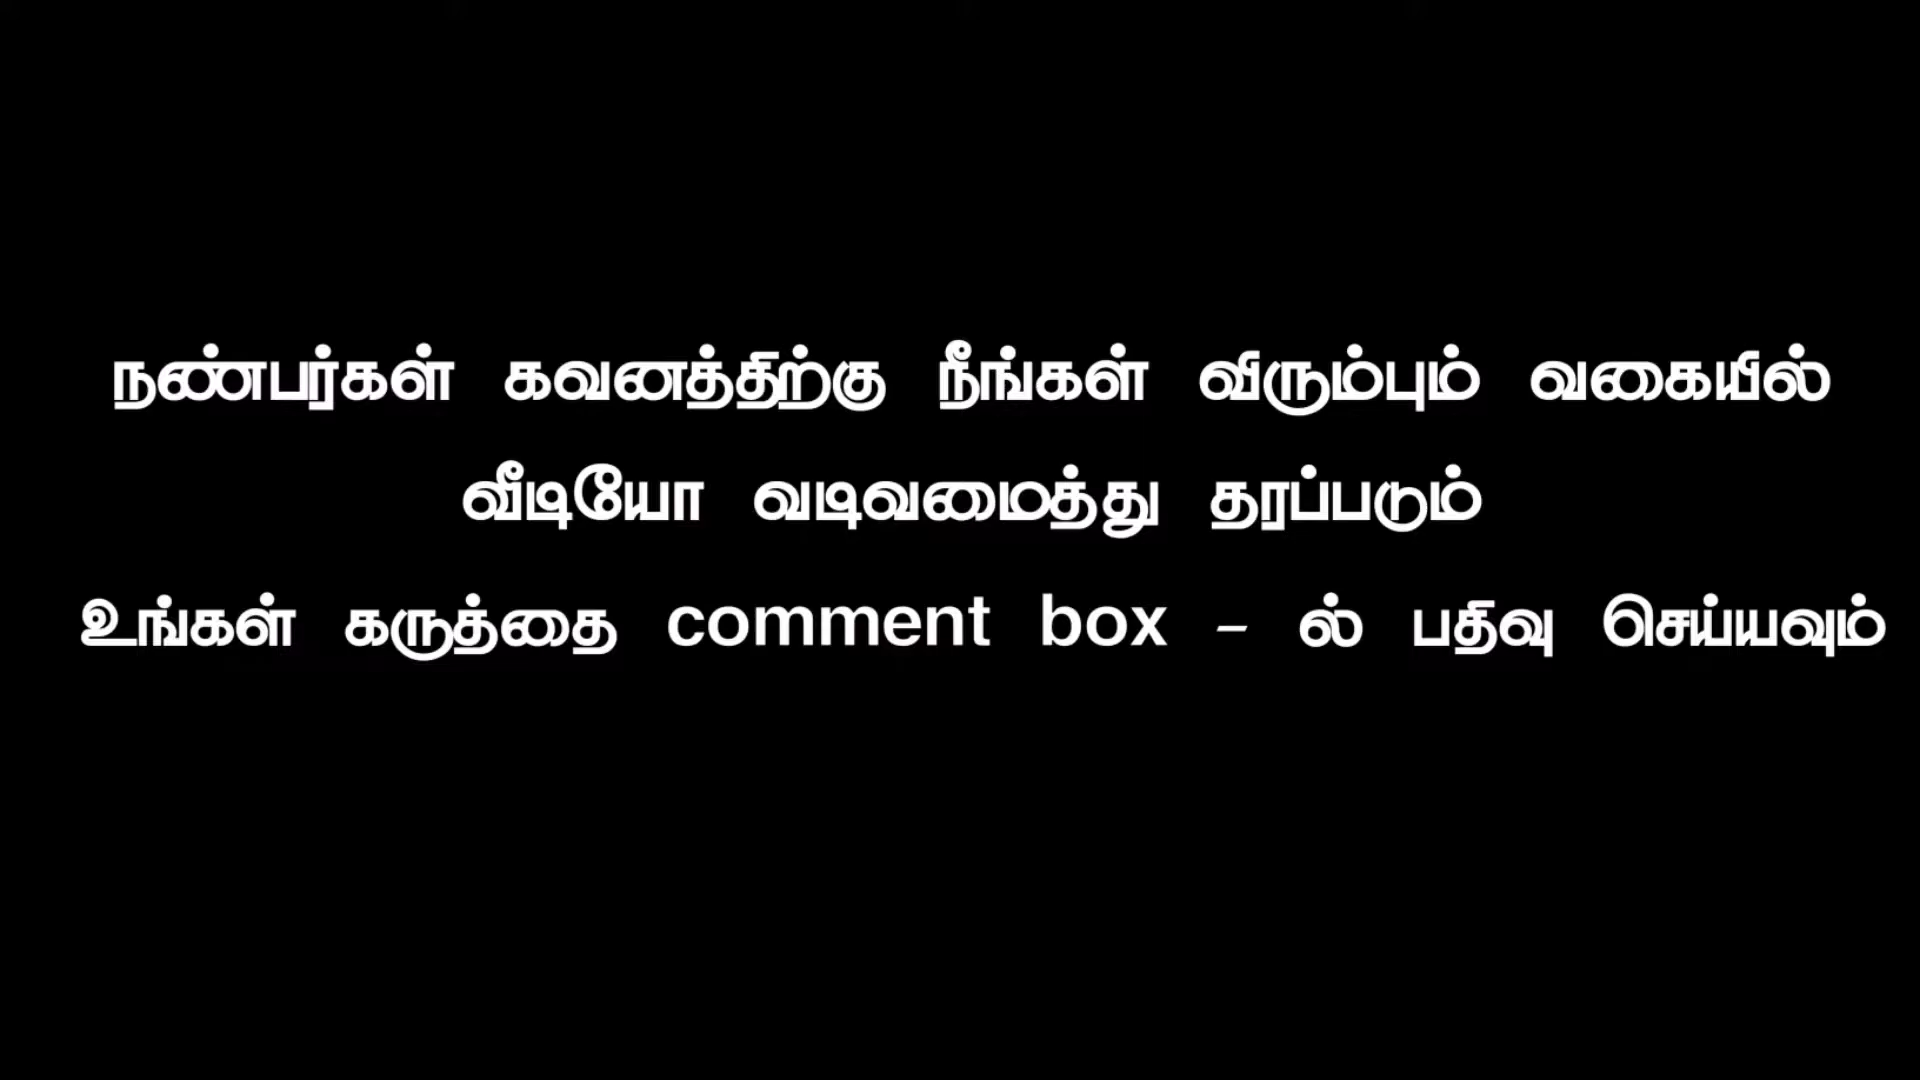 நண்பர்கள் கவனத்திற்கு நீங்கள் விரும்பும் வகையில்
வீடியோ வடிவமைத்து தரப்படும்
உங்கள் கருத்தை comment box - ல் பதிவு செய்யவும்